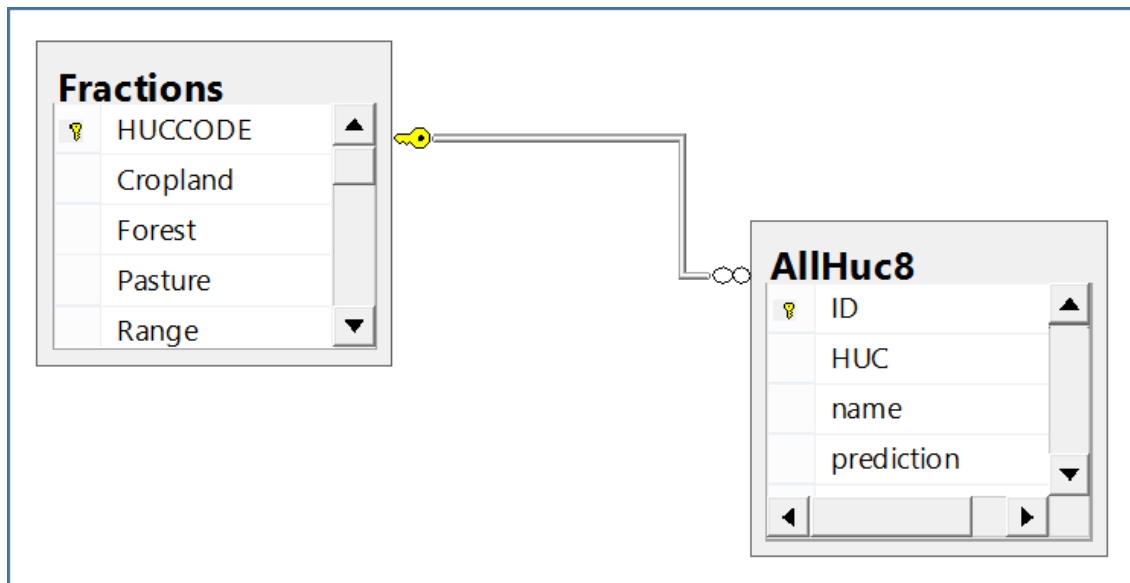 Fractions
HUCCODE
Cropland
Forest
Pasture
Range
AllHuc8
ID
HUC
name
prediction